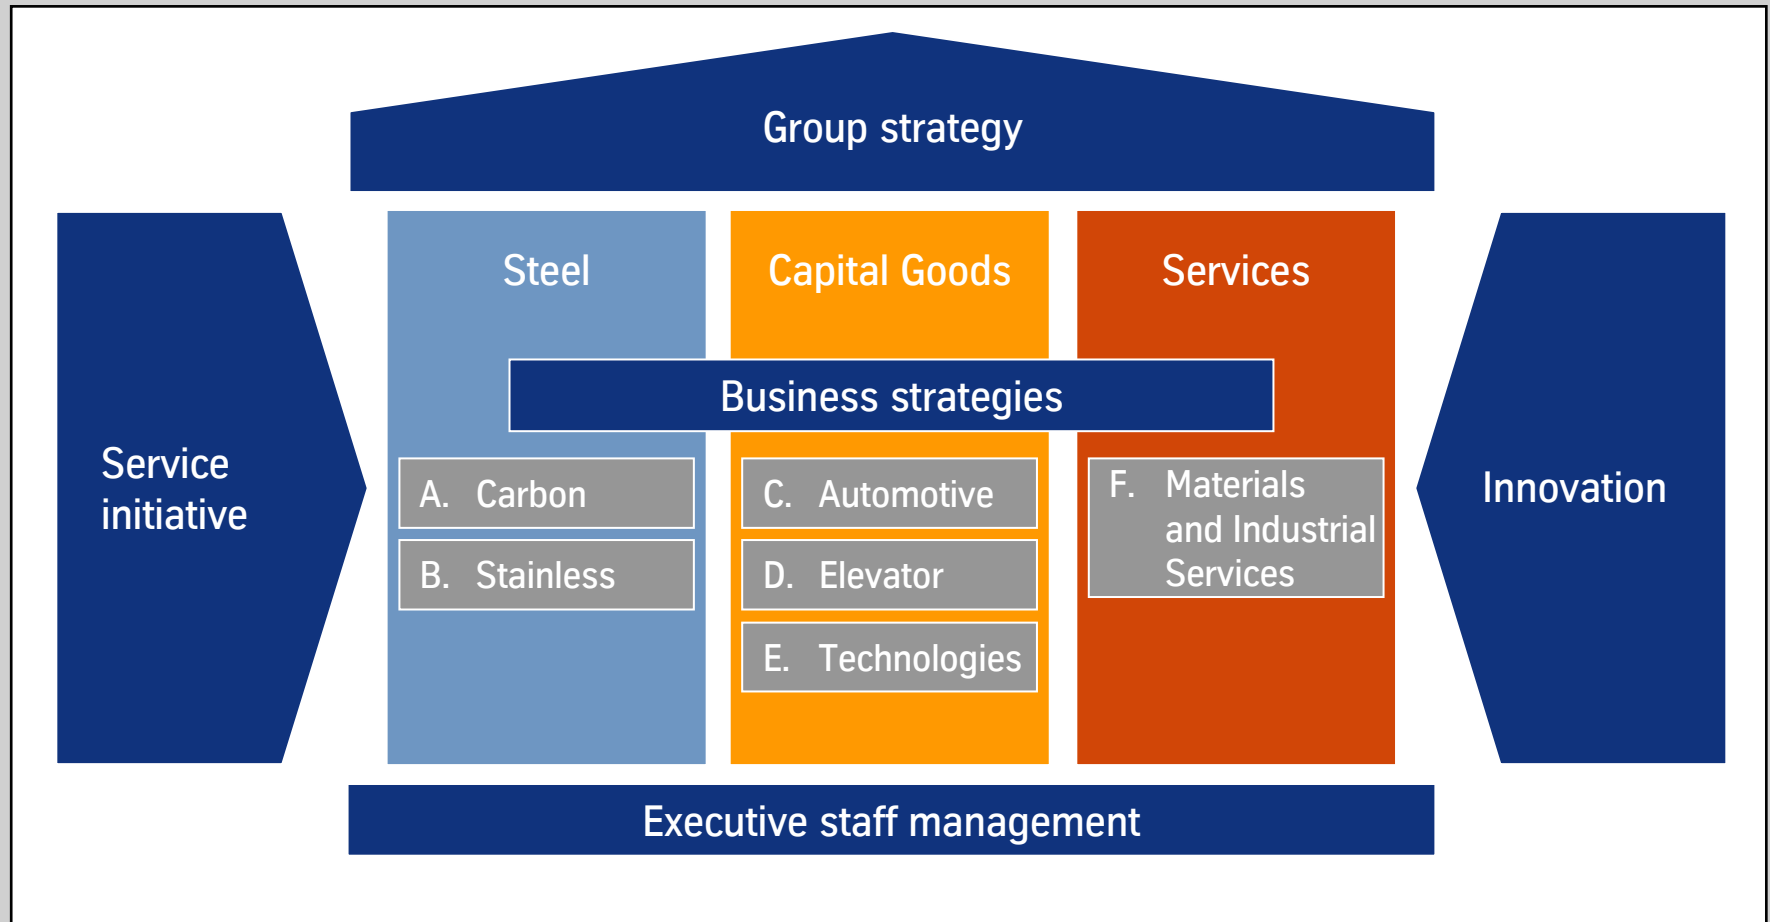 Group strategy
Steel
Capital Goods
Services
Business strategies
Service
initiative
A. Carbon
B. Stainless
C. Automotive
D. Elevator
E. Technologies
F. Materials
and Industrial
Services
Innovation
Executive staff management